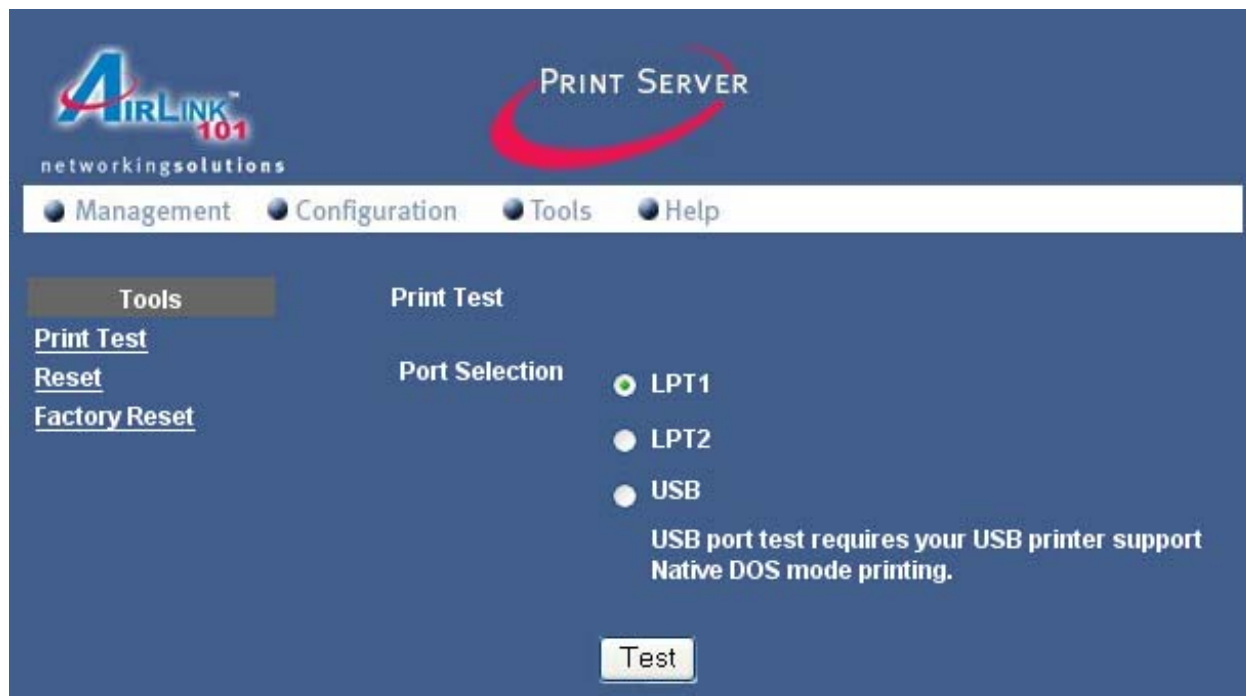 AIRLINK™
101
networkingsolutions
PRINT SERVER
Management Configuration Tools Help
Tools
Print Test
Reset
Factory Reset
Print Test
Port Selection
LPT1
LPT2
USB
USB port test requires your USB printer support
Native DOS mode printing.
Test